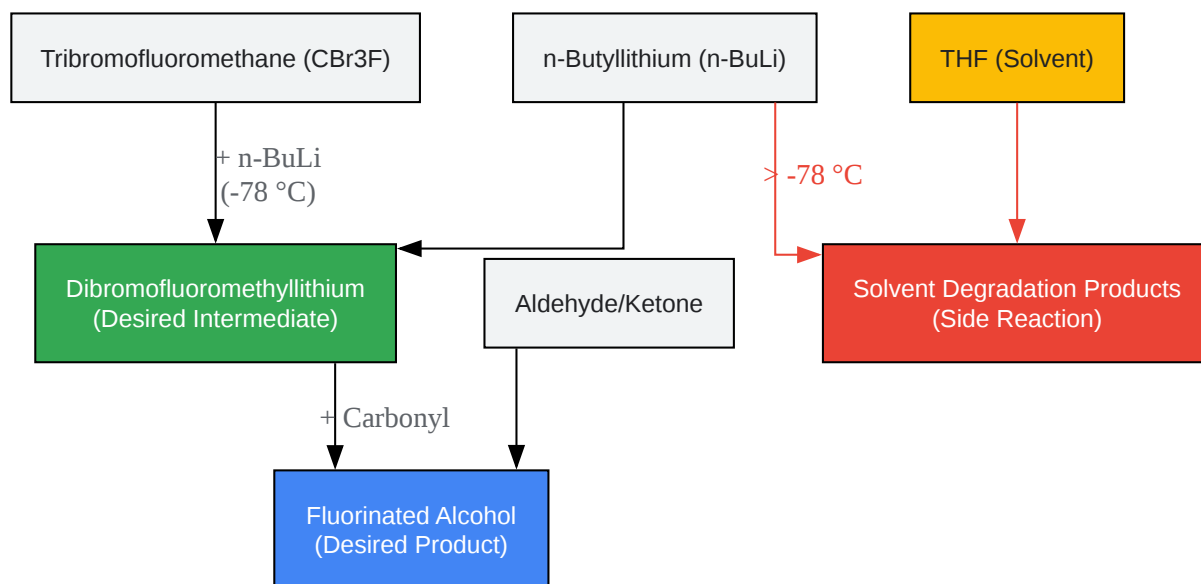 Tribromofluoromethane (CBr3F)
n-Butyllithium (n-BuLi)
THF (Solvent)
+ n-BuLi
(-78 °C)
> -78 °C
Dibromofluoromethyllithium
(Desired Intermediate)
Aldehyde/Ketone
Solvent Degradation Products
(Side Reaction)
+ Carbonyl
Fluorinated Alcohol
(Desired Product)